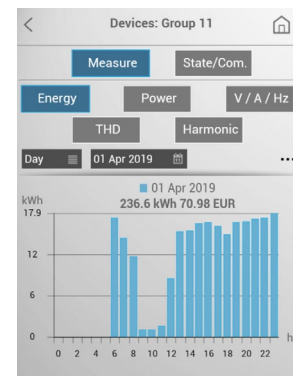 Devices: Group 11
Measure State/Com.
Energy Power V / A / Hz
THD Harmonic
Day 01 Apr 2019 ...
01 Apr 2019
kWh 236.6 kWh 70.98 EUR
17.9
12
6
0 h
0 2 4 6 8 10 12 14 16 18 20 22